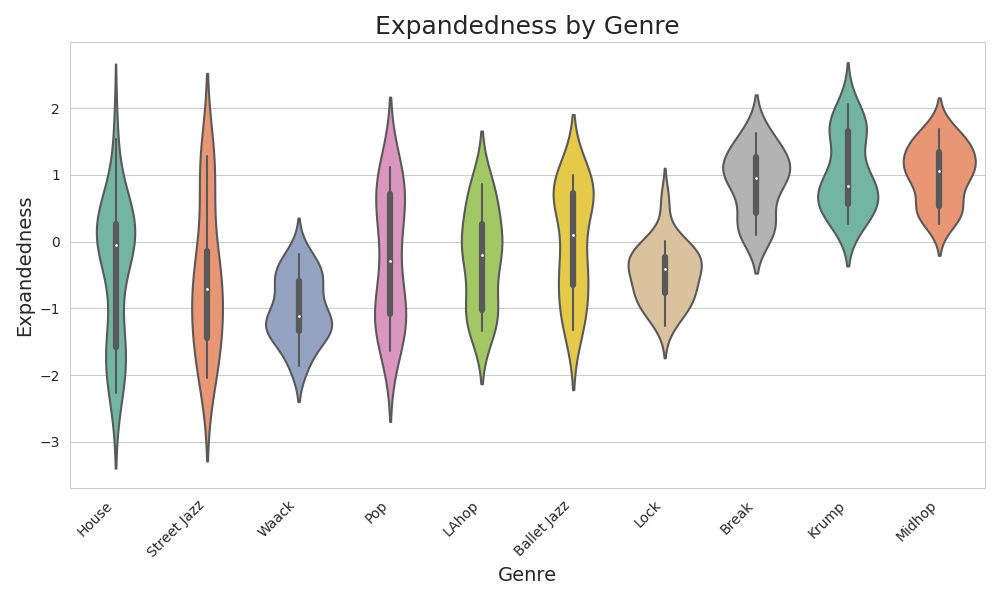 Expandedness by Genre
Expandedness
2
1
0
−1
−2
−3
House
Street Jazz
Waack
Pop
LAhop
Ballet Jazz
Lock
Break
Krump
Midhop
Genre